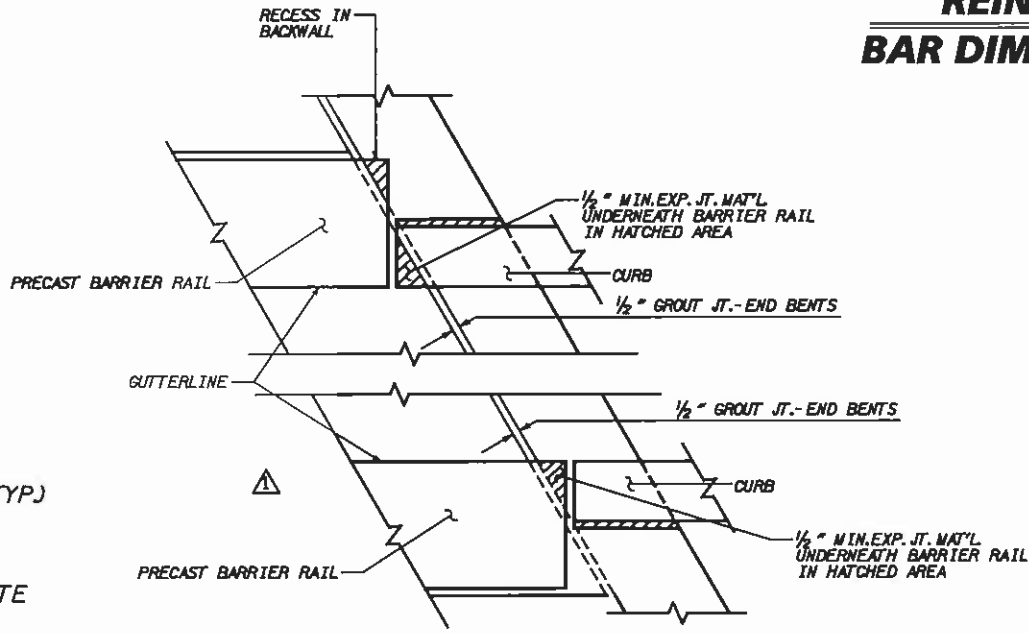 REIN
BAR DIM
RECESS IN
BACKWALL
½" MIN. EXP. JT. MAT'L
UNDERNEATH BARRIER RAIL
IN HATCHED AREA
PRECAST BARRIER RAIL
CURB
½" GROUT JT.-END BENTS
GUTTERLINE
½" GROUT JT.-END BENTS
YP.)
1
CURB
½" MIN. EXP. JT. MAT'L
UNDERNEATH BARRIER RAIL
IN HATCHED AREA
PRECAST BARRIER RAIL
TE